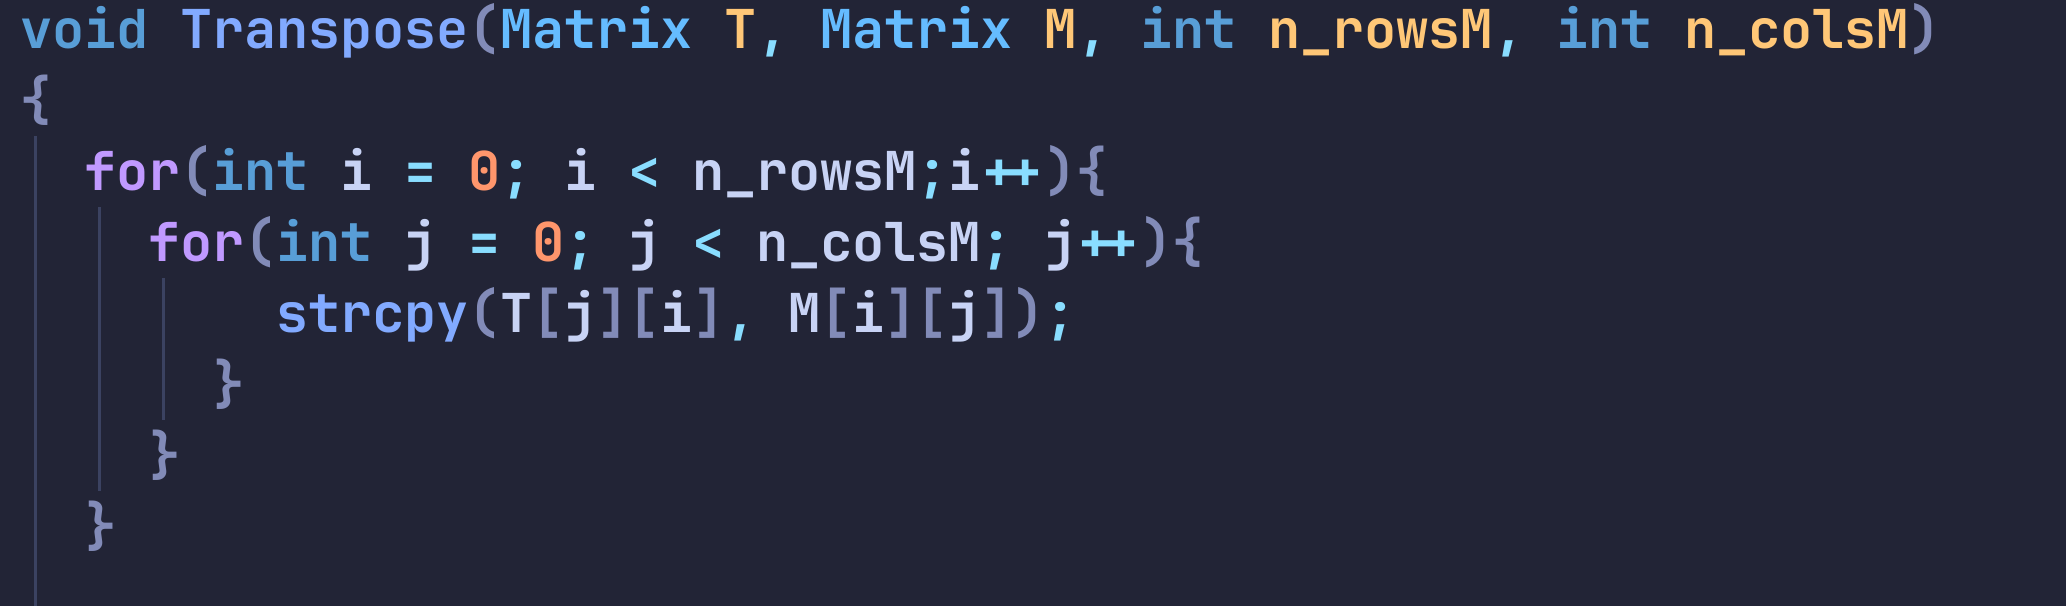 void Transpose(Matrix T, Matrix M, int n_rowsM, int n_colsM)
{
  for(int i = 0; i < n_rowsM;i++){
    for(int j = 0; j < n_colsM; j++){
        strcpy(T[j][i], M[i][j]);
      }
    }
  }